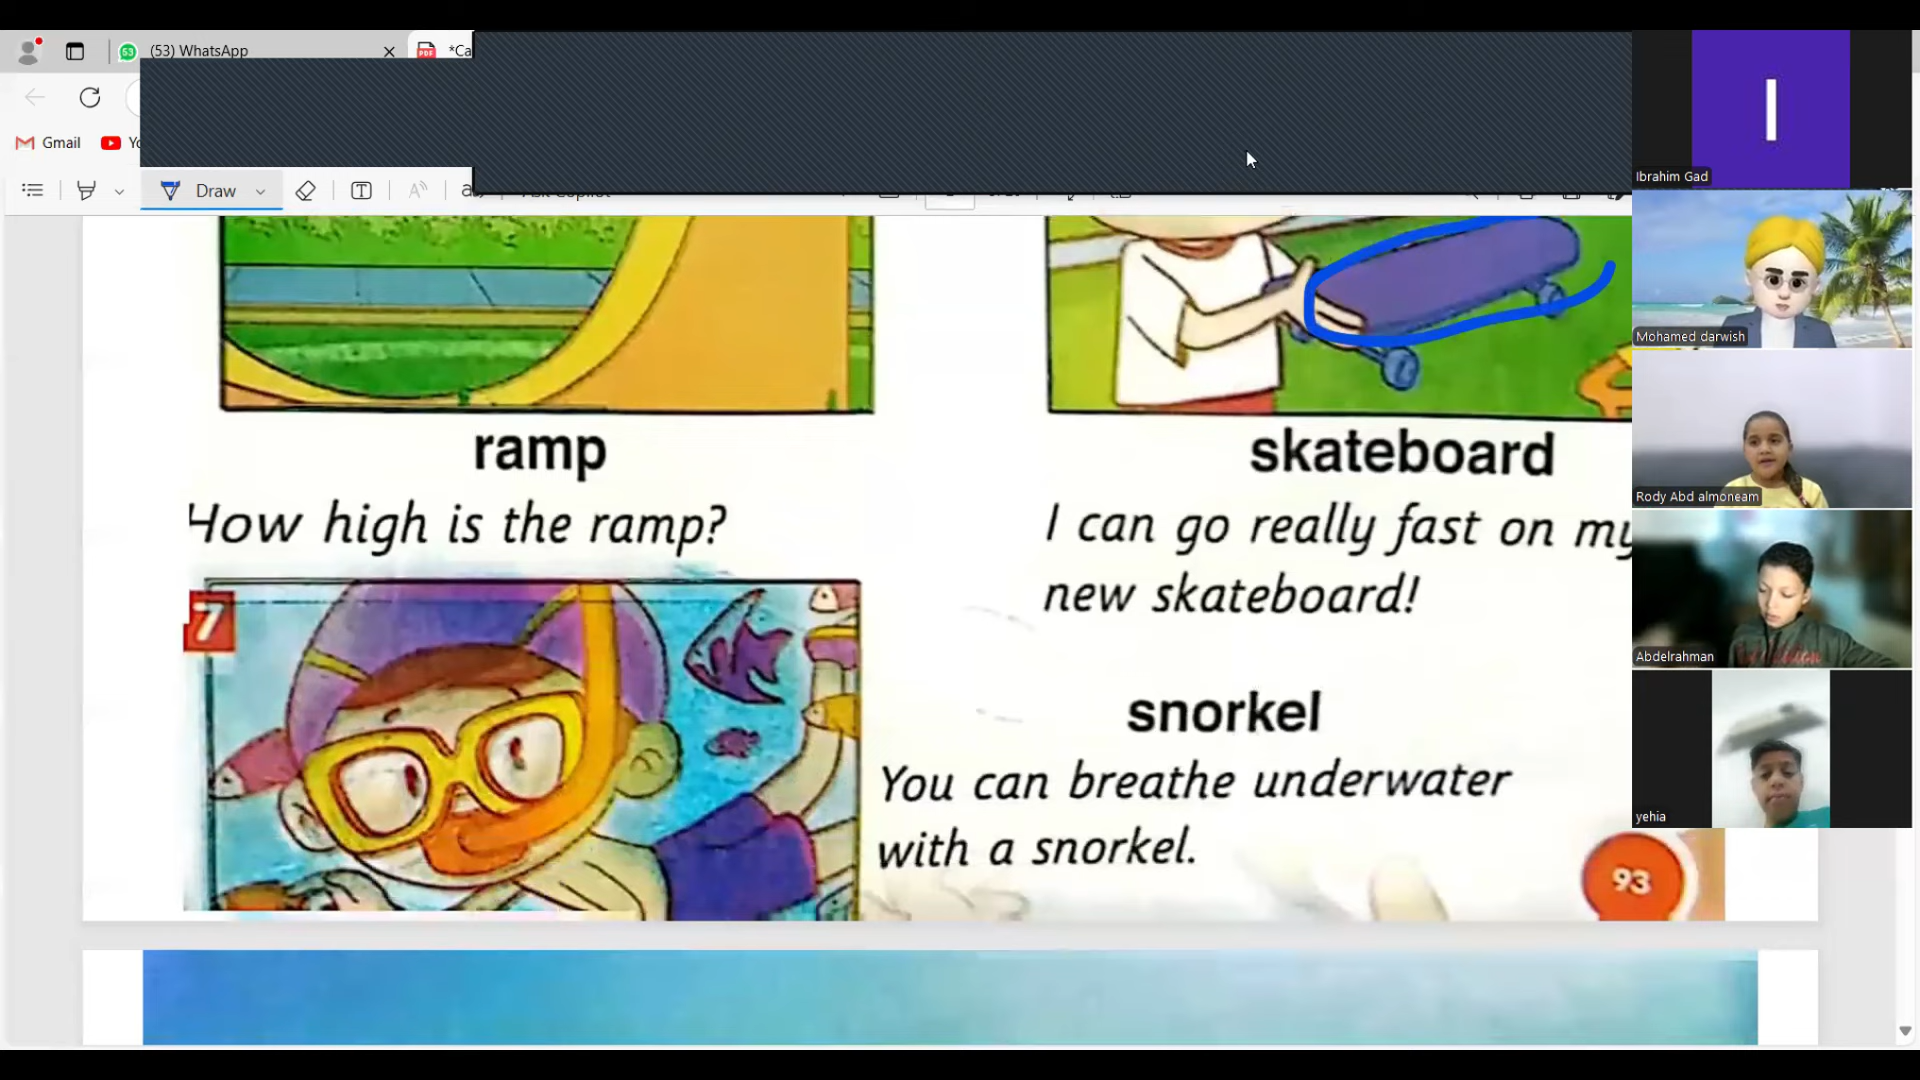 (53) WhatsApp
*Ca
Gmail
Draw
I
Ibrahim Gad
Mohamed darwish
ramp
skateboard
How high is the ramp?
I can go really fast on my
new skateboard!
Rody Abd almoneam
7
snorkel
You can breathe underwater
with a snorkel.
Abdelrahman
yehia
93